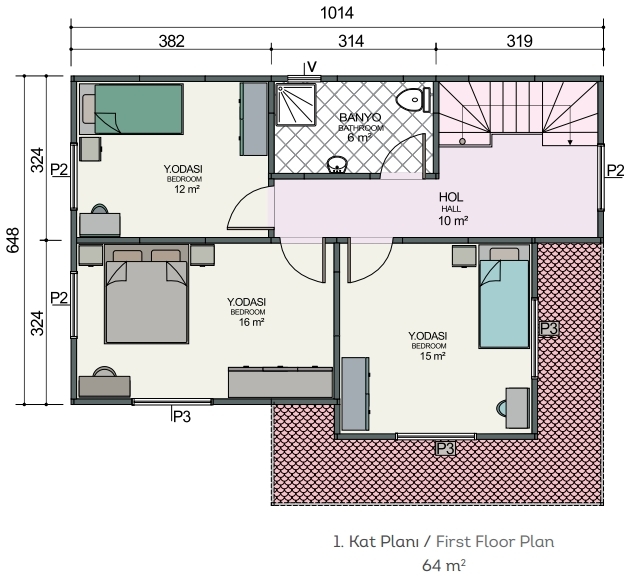 1014
382 314 319
V
BANYO
BATHROOM
6 m²
324
P2
Y.ODASI
BEDROOM
12 m²
P2
HOL
HALL
10 m²
648
P2
324
Y.ODASI
BEDROOM
16 m²
P3
Y.ODASI
BEDROOM
15 m²
P3
P3
1. Kat Planı / First Floor Plan
64 m²